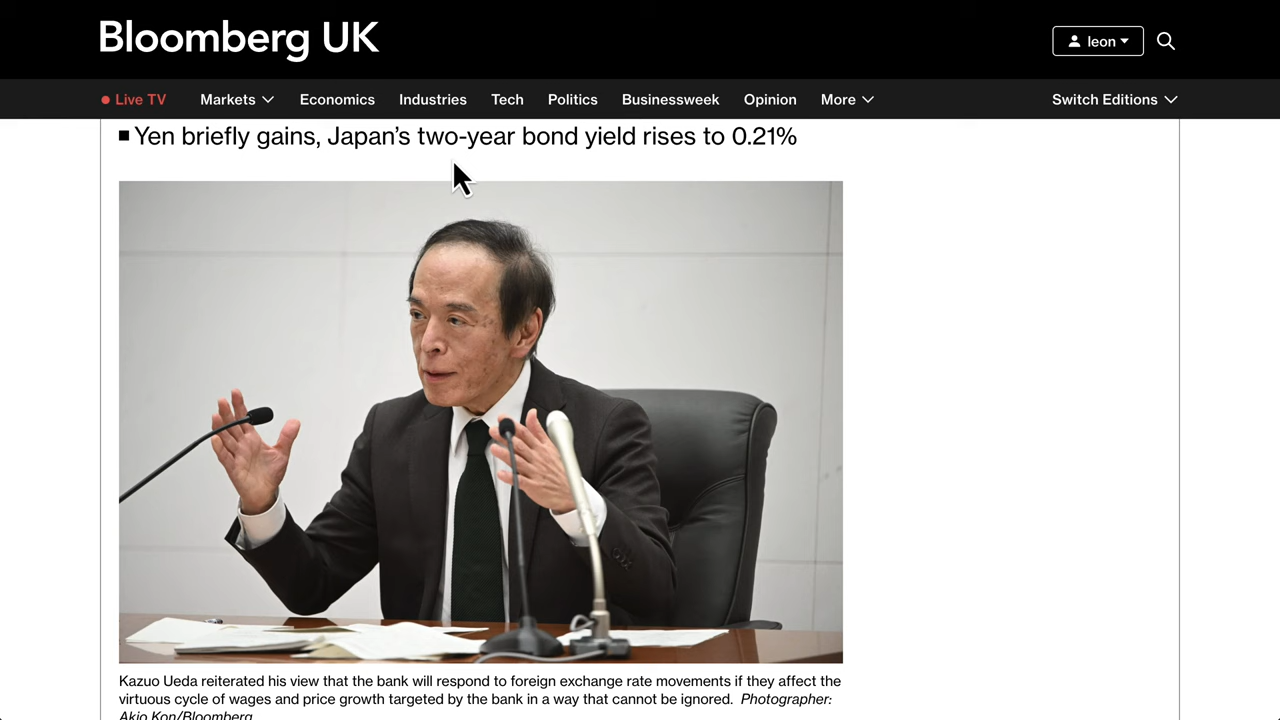 Bloomberg UK
leon
Live TV
Markets
Economics
Industries
Tech
Politics
Businessweek
Opinion
More
Switch Editions
Yen briefly gains, Japan’s two-year bond yield rises to 0.21%
Kazuo Ueda reiterated his view that the bank will respond to foreign exchange rate movements if they affect the
virtuous cycle of wages and price growth targeted by the bank in a way that cannot be ignored. Photographer:
Akio Kon/Bloomberg